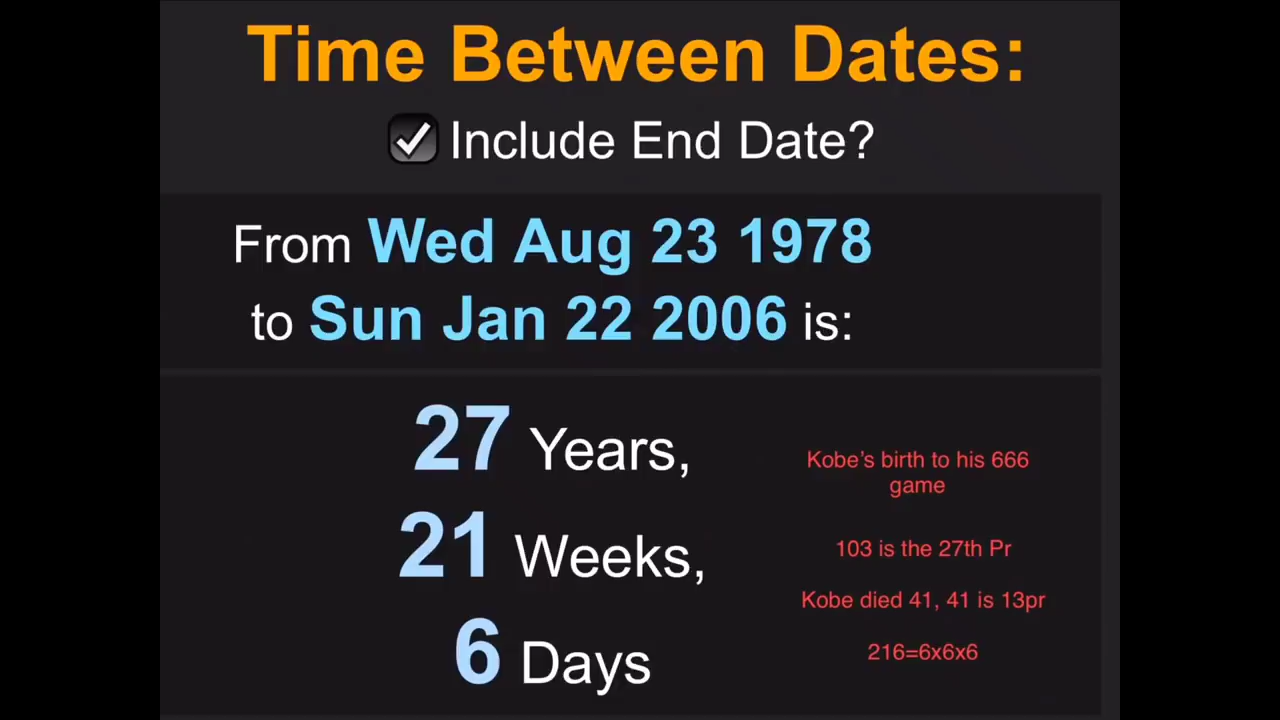 Time Between Dates:
Include End Date?
From Wed Aug 23 1978
to Sun Jan 22 2006 is:
27 Years,
21 Weeks,
6 Days
Kobe's birth to his 666
game
103 is the 27th Pr
Kobe died 41, 41 is 13pr
216=6x6x6